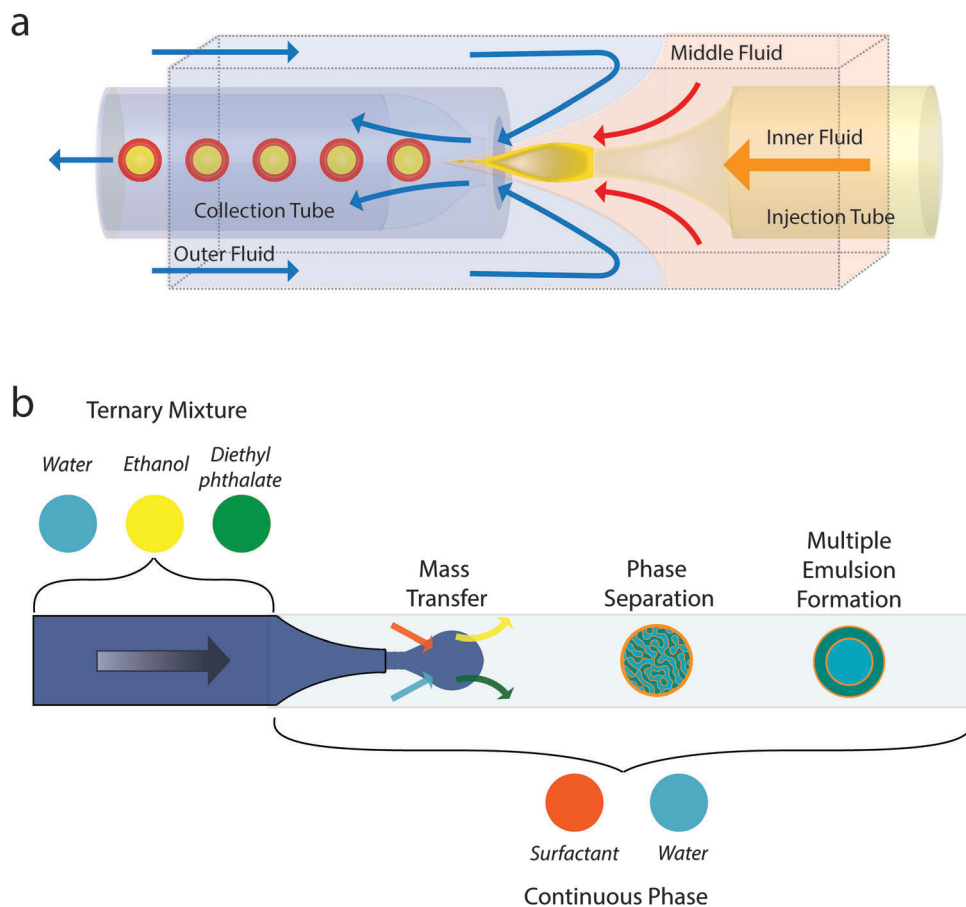 a
Middle Fluid
Inner Fluid
Collection Tube
Injection Tube
Outer Fluid
b
Ternary Mixture
Water
Ethanol
Diethyl
phthalate
Mass
Transfer
Phase
Separation
Multiple
Emulsion
Formation
Surfactant
Water
Continuous Phase